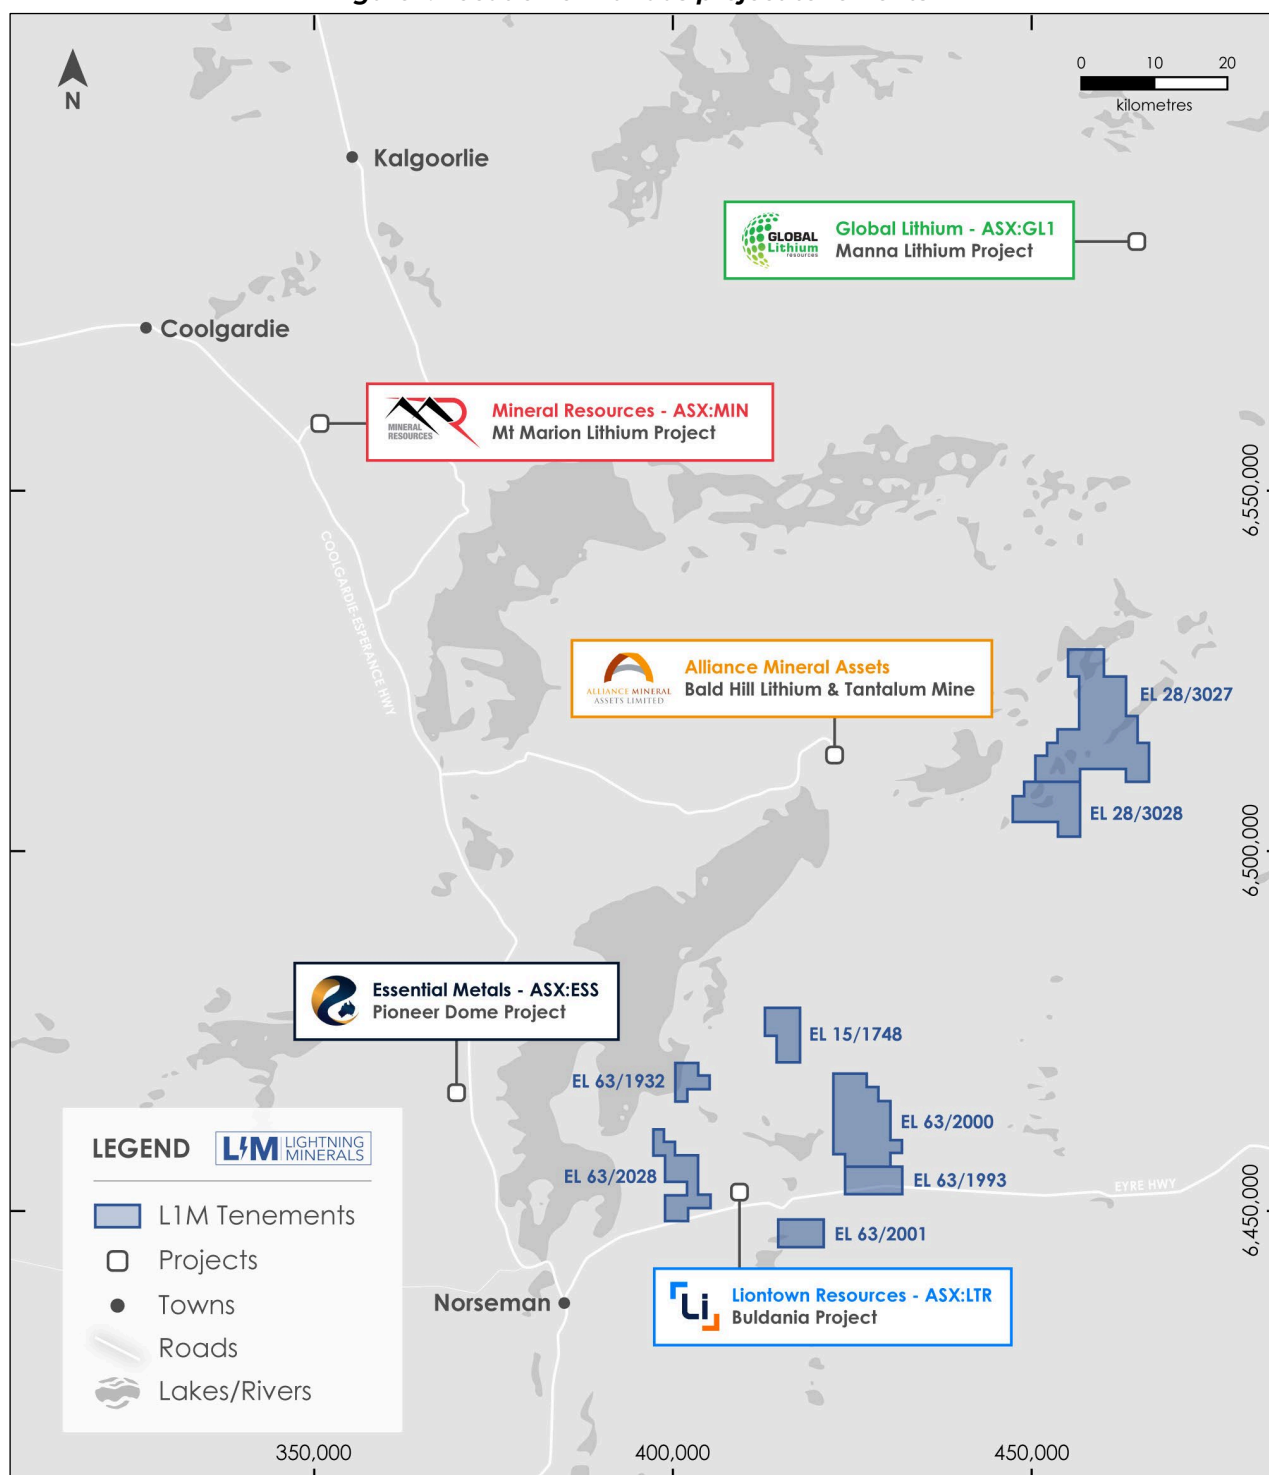 N
0 10 20
kilometres
Kalgoorlie
GLOBAL
Lithium
resources
Global Lithium - ASX:GL1
Manna Lithium Project
Coolgardie
MINERAL
RESOURCES
Mineral Resources - ASX:MIN
Mt Marion Lithium Project
6,550,000
COOLGARDIE-ESPERANCE HWY
ALLIANCE MINERAL
ASSETS LIMITED
Alliance Mineral Assets
Bald Hill Lithium & Tantalum Mine
EL 28/3027
EL 28/3028
6,500,000
Essential Metals - ASX:ESS
Pioneer Dome Project
EL 15/1748
EL 63/1932
EL 63/2000
EL 63/2028
EL 63/1993
EYRE HWY
6,450,000
EL 63/2001
Norseman
Li
Liontown Resources - ASX:LTR
Buldania Project
LEGEND
L1M LIGHTNING
MINERALS
L1M Tenements
Projects
Towns
Roads
Lakes/Rivers
350,000 400,000 450,000